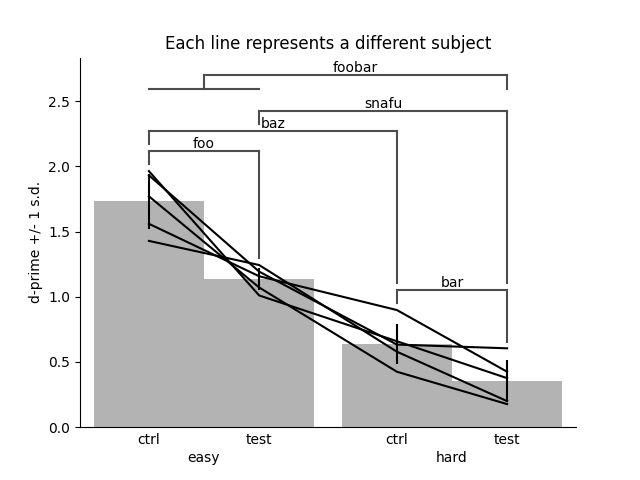 Each line represents a different subject
foobar
snafu
baz
foo
bar
d-prime +/- 1 s.d.
2.5
2.0
1.5
1.0
0.5
0.0
ctrl test ctrl test
easy hard